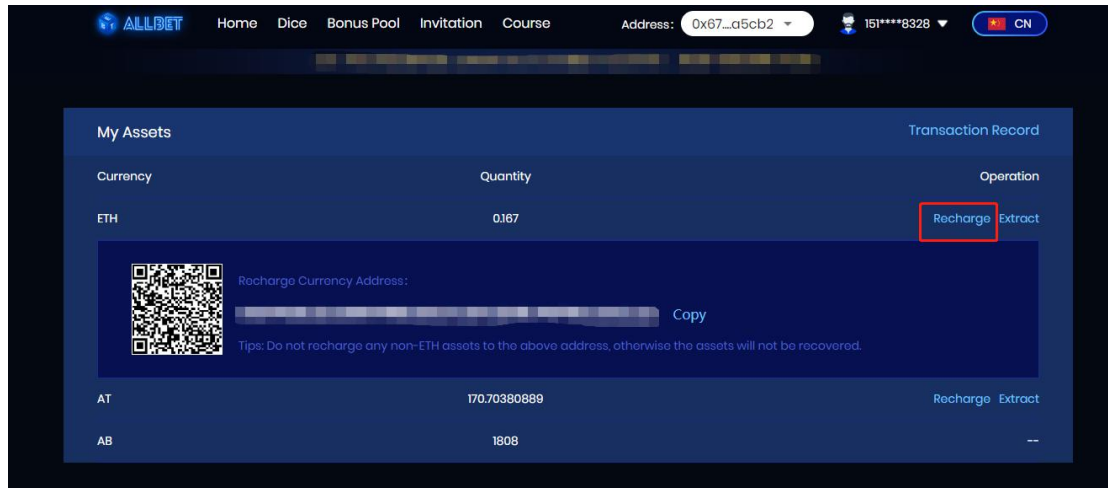 ALLBET Home Dice Bonus Pool Invitation Course Address: 0x67....a5cb2 151****8328 CN
My Assets Transaction Record
Currency Quantity Operation
ETH 0.167 Recharge Extract
Recharge Currency Address:
Copy
Tips: Do not recharge any non-ETH assets to the above address, otherwise the assets will not be recovered.
AT 170.70380889 Recharge Extract
AB 1808 --